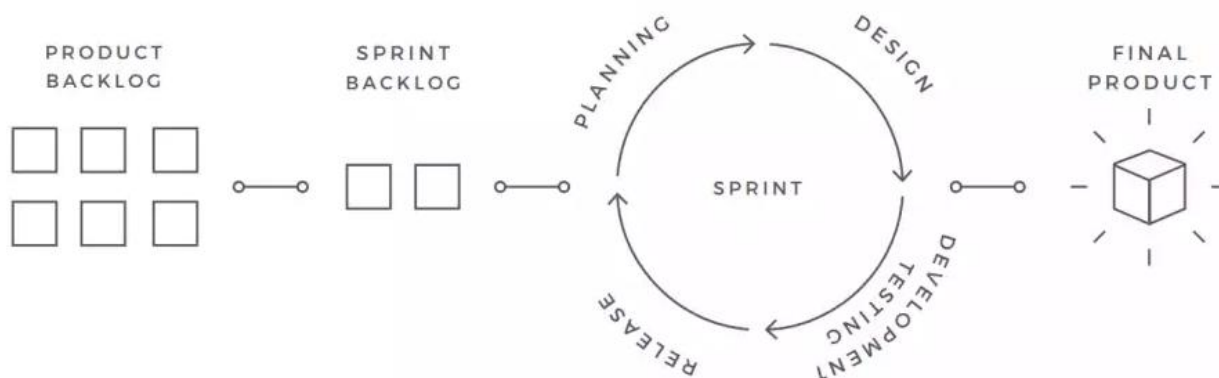 PRODUCT
BACKLOG
SPRINT
BACKLOG
PLANNING
DESIGN
SPRINT
DEVELOPMENT
TESTING
RELEASE
FINAL
PRODUCT